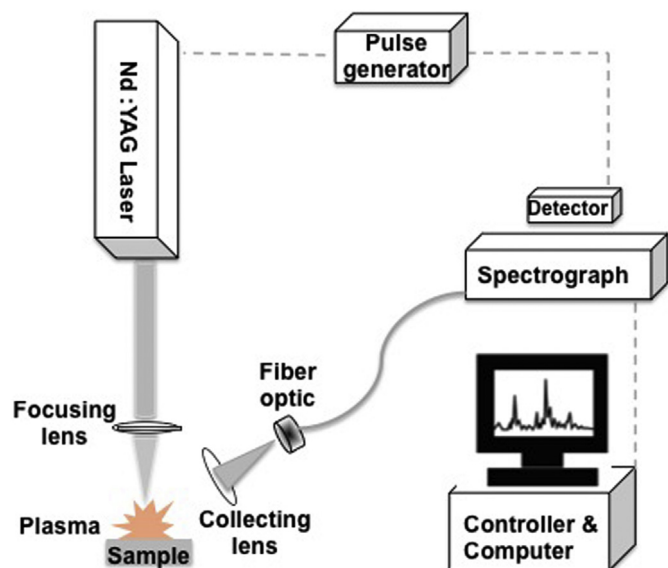 Nd :YAG Laser
Pulse
generator
Detector
Spectrograph
Fiber
optic
Focusing
lens
Collecting
lens
Plasma
Sample
Controller &
Computer